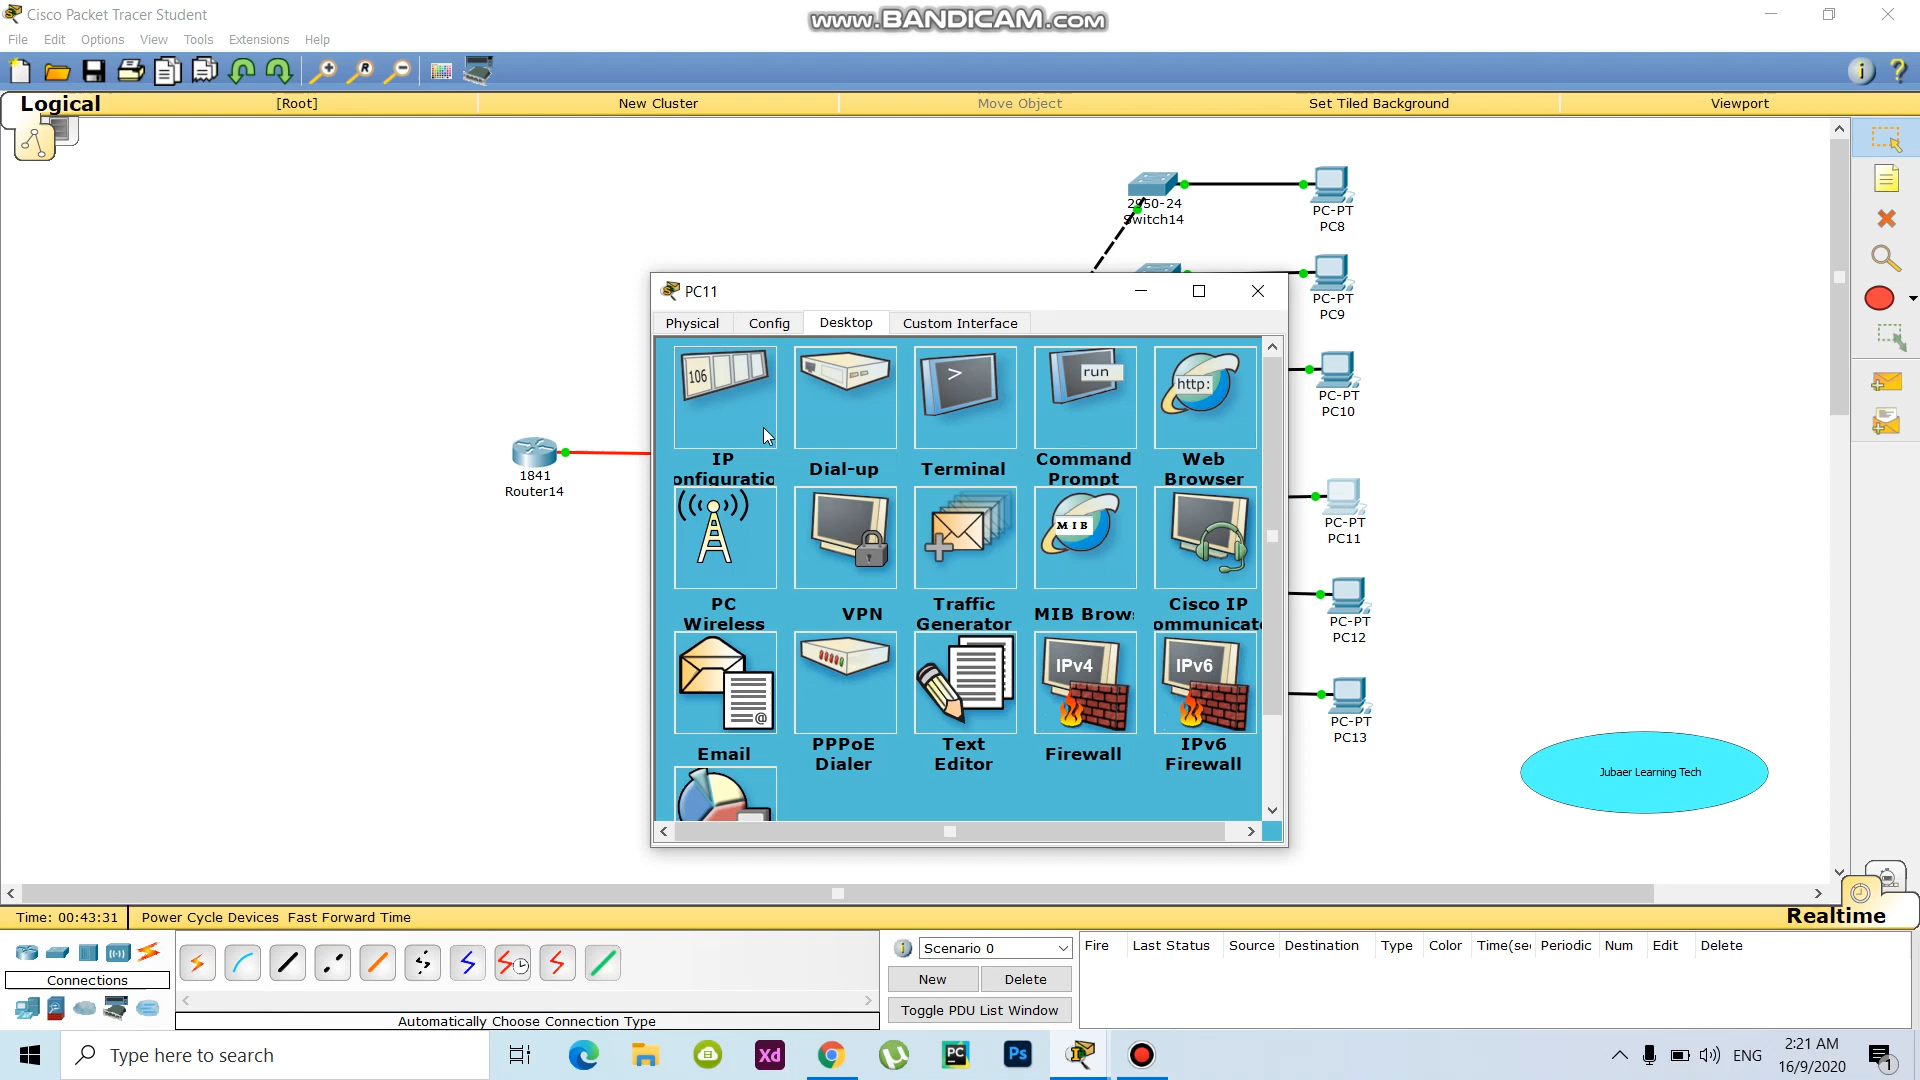 Cisco Packet Tracer Student
www.BANDICAM.com
File Edit Options View Tools Extensions Help
Logical [Root] New Cluster Move Object Set Tiled Background Viewport
2950-24
Switch14
PC-PT
PC8
PC-PT
PC9
PC-PT
PC10
PC-PT
PC11
PC-PT
PC12
PC-PT
PC13
1841
Router14
Jubaer Learning Tech
PC11
Physical Config Desktop Custom Interface
106
>
run
http:
IP
onfiguratio
Dial-up
Terminal
Command
Prompt
Web
Browser
MIB
PC
Wireless
VPN
Traffic
Generator
MIB Brow
Cisco IP
ommunicat
@
IPv4
IPv6
Email
PPPoE
Dialer
Text
Editor
Firewall
IPv6
Firewall
Time: 00:43:31 Power Cycle Devices Fast Forward Time
Realtime
Connections
Automatically Choose Connection Type
Scenario 0
New Delete
Toggle PDU List Window
Fire Last Status Source Destination Type Color Time(se Periodic Num Edit Delete
Type here to search
Xd
PC
Ps
ENG
2:21 AM
16/9/2020
1